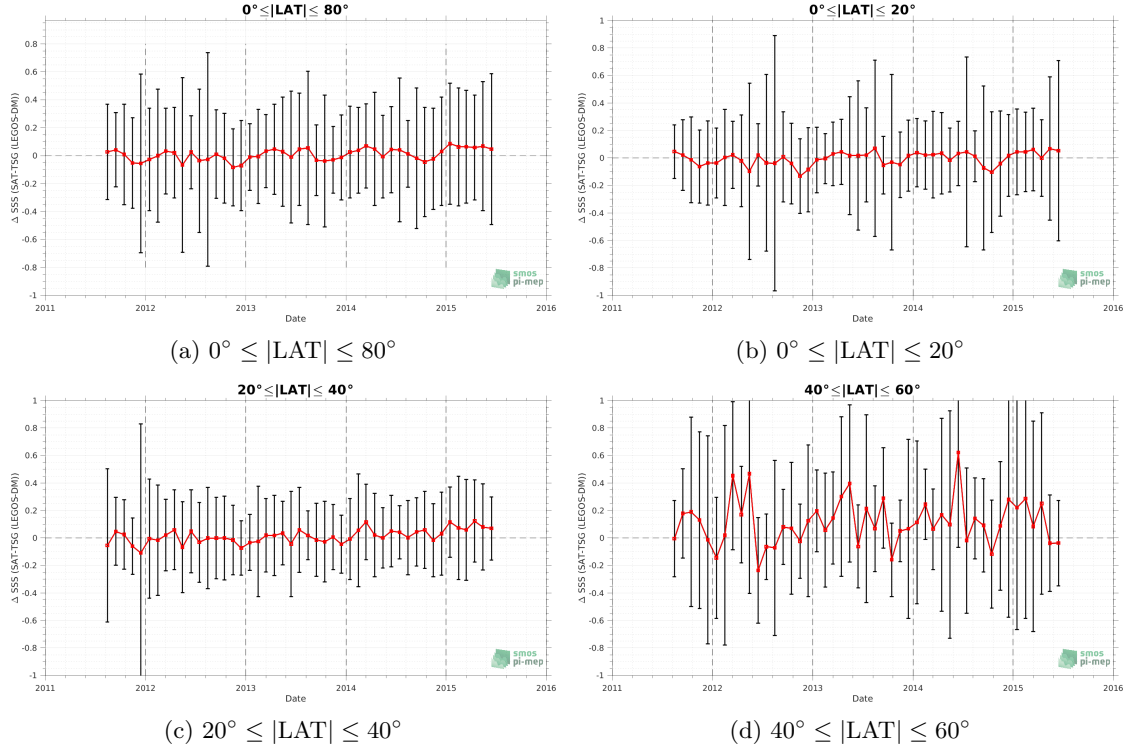 0°≤|LAT|≤ 80°
Δ SSS (SAT-TSG (LEGOS-DM))
0.8
0.6
0.4
0.2
0
-0.2
-0.4
-0.6
-0.8
-1
2011 2012 2013 2014 2015 2016
Date
smos
pi-mep
(a) 0° ≤ |LAT| ≤ 80°
0°≤|LAT|≤ 20°
Δ SSS (SAT-TSG (LEGOS-DM))
1
0.8
0.6
0.4
0.2
0
-0.2
-0.4
-0.6
-0.8
-1
2011 2012 2013 2014 2015 2016
Date
smos
pi-mep
(b) 0° ≤ |LAT| ≤ 20°
20°≤|LAT|≤ 40°
Δ SSS (SAT-TSG (LEGOS-DM))
1
0.8
0.6
0.4
0.2
0
-0.2
-0.4
-0.6
-0.8
-1
2011 2012 2013 2014 2015 2016
Date
smos
pi-mep
(c) 20° ≤ |LAT| ≤ 40°
40°≤|LAT|≤ 60°
Δ SSS (SAT-TSG (LEGOS-DM))
1
0.8
0.6
0.4
0.2
0
-0.2
-0.4
-0.6
-0.8
-1
2011 2012 2013 2014 2015 2016
Date
smos
pi-mep
(d) 40° ≤ |LAT| ≤ 60°